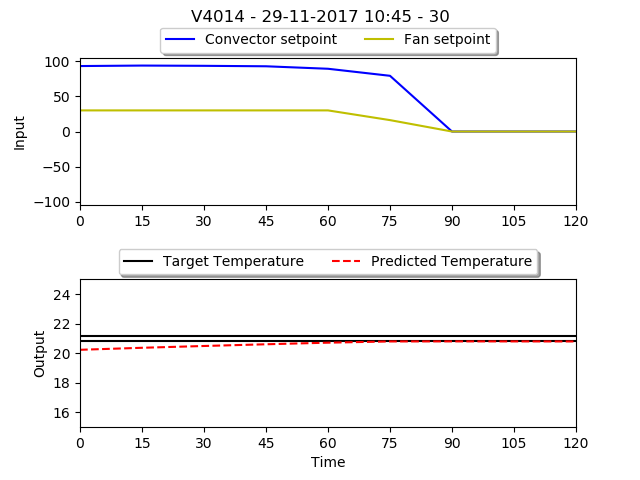 V4014 - 29-11-2017 10:45 - 30
Convector setpoint Fan setpoint
Input
100
50
0
−50
−100
0 15 30 45 60 75 90 105 120
Target Temperature Predicted Temperature
Output
24
22
20
18
16
0 15 30 45 60 75 90 105 120
Time